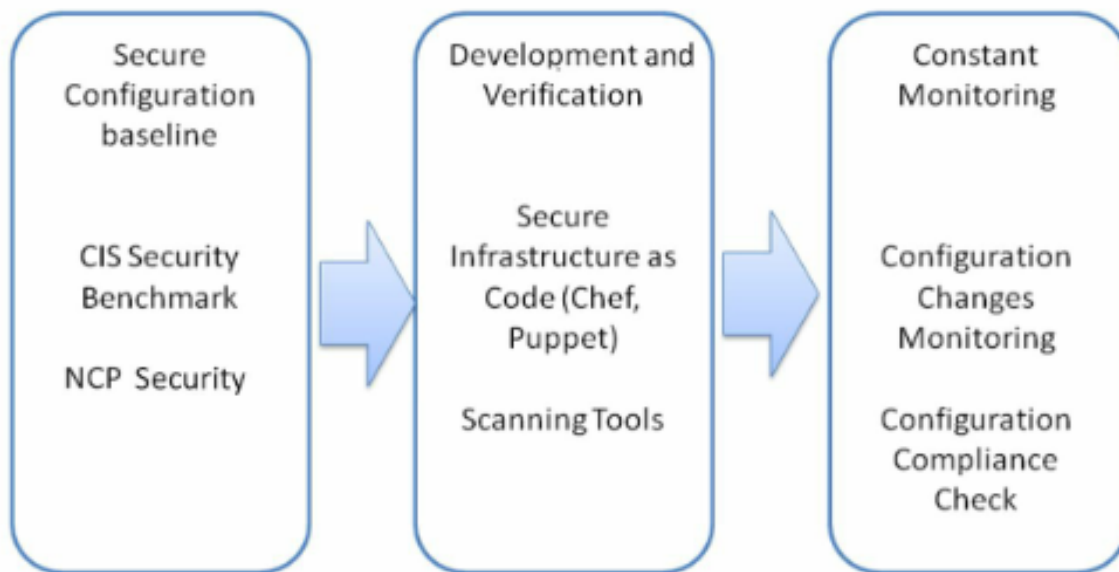 Secure
Configuration
baseline
CIS Security
Benchmark
NCP Security
Development and
Verification
Secure
Infrastructure as
Code (Chef,
Puppet)
Scanning Tools
Constant
Monitoring
Configuration
Changes
Monitoring
Configuration
Compliance
Check